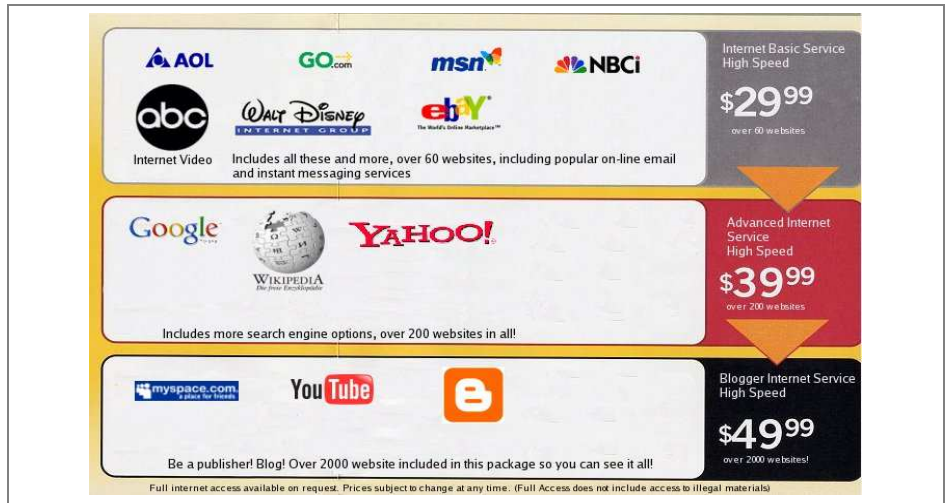 AOL GO.com msn NBCi
abc WALT DISNEY INTERNET GROUP ebaY The World's Online Marketplace™
Internet Video
Includes all these and more, over 60 websites, including popular on-line email
and instant messaging services
Internet Basic Service
High Speed
$29 99
over 60 websites
Google WIKIPEDIA Die freie Enzyklopädie YAHOO!
Includes more search engine options, over 200 websites in all!
Advanced Internet
Service
High Speed
$39 99
over 200 websites
myspace.com a place for friends YouTube
Be a publisher! Blog! Over 2000 website included in this package so you can see it all!
Blogger Internet Service
High Speed
$49 99
over 2000 websites!
Full internet access available on request. Prices subject to change at any time. (Full Access does not include access to illegal materials)